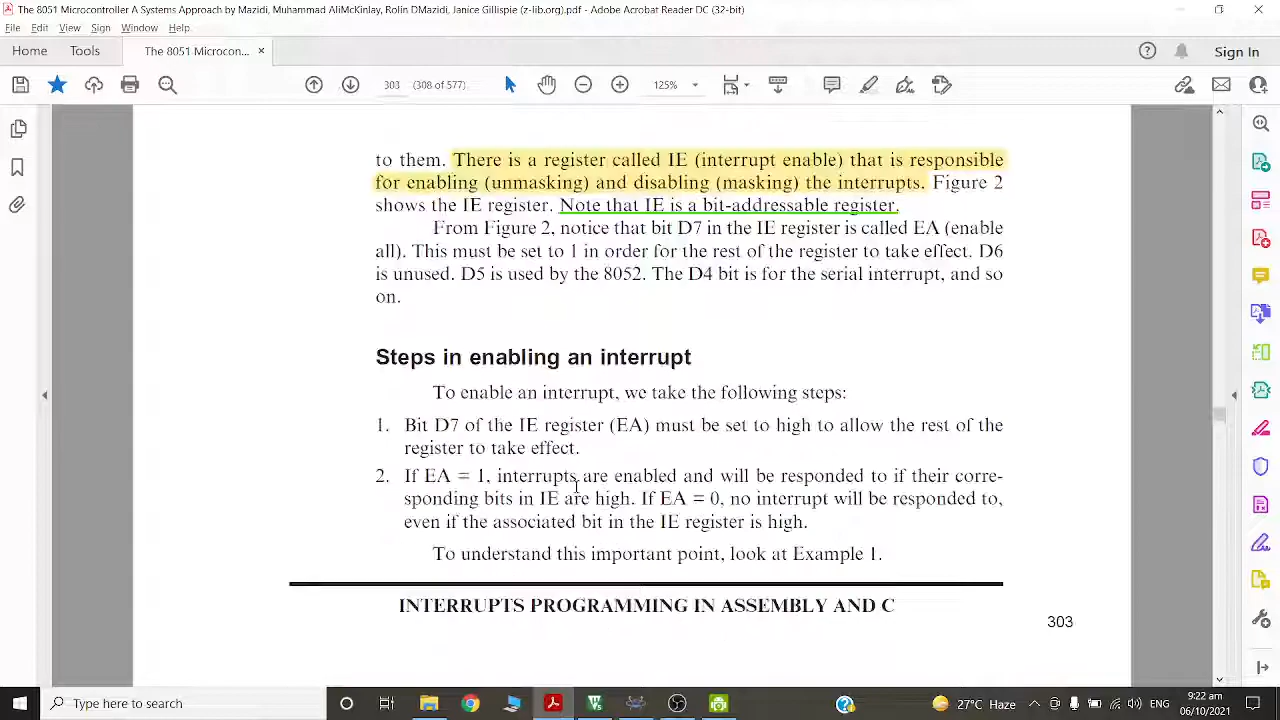 The 8051 Microcontroller A Systems Approach by Mazidi, Muhammad AliMcKinlay, Rolin DMazidi, Janice Gillispie (z-lib.org).pdf - Adobe Acrobat Reader DC (32-bit)
File Edit View Sign Window Help
Home Tools The 8051 Microcon... × Sign In
303 (308 of 577) 125%
to them. There is a register called IE (interrupt enable) that is responsible
for enabling (unmasking) and disabling (masking) the interrupts. Figure 2
shows the IE register. Note that IE is a bit-addressable register.
From Figure 2, notice that bit D7 in the IE register is called EA (enable
all). This must be set to 1 in order for the rest of the register to take effect. D6
is unused. D5 is used by the 8052. The D4 bit is for the serial interrupt, and so
on.
Steps in enabling an interrupt
To enable an interrupt, we take the following steps:
1. Bit D7 of the IE register (EA) must be set to high to allow the rest of the
register to take effect.
2. If EA = 1, interrupts are enabled and will be responded to if their corre-
sponding bits in IE are high. If EA = 0, no interrupt will be responded to,
even if the associated bit in the IE register is high.
To understand this important point, look at Example 1.
INTERRUPTS PROGRAMMING IN ASSEMBLY AND C
303
Type here to search
27°C Haze
ENG
9:22 am
06/10/2021